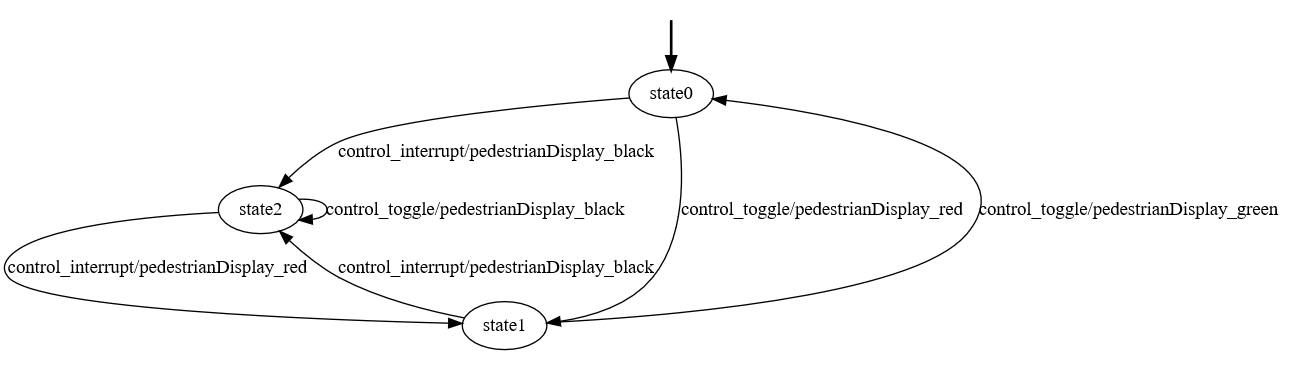 state0
control_interrupt/pedestrianDisplay_black
state2
control_toggle/pedestrianDisplay_black
control_toggle/pedestrianDisplay_red
control_toggle/pedestrianDisplay_green
control_interrupt/pedestrianDisplay_red
control_interrupt/pedestrianDisplay_black
state1